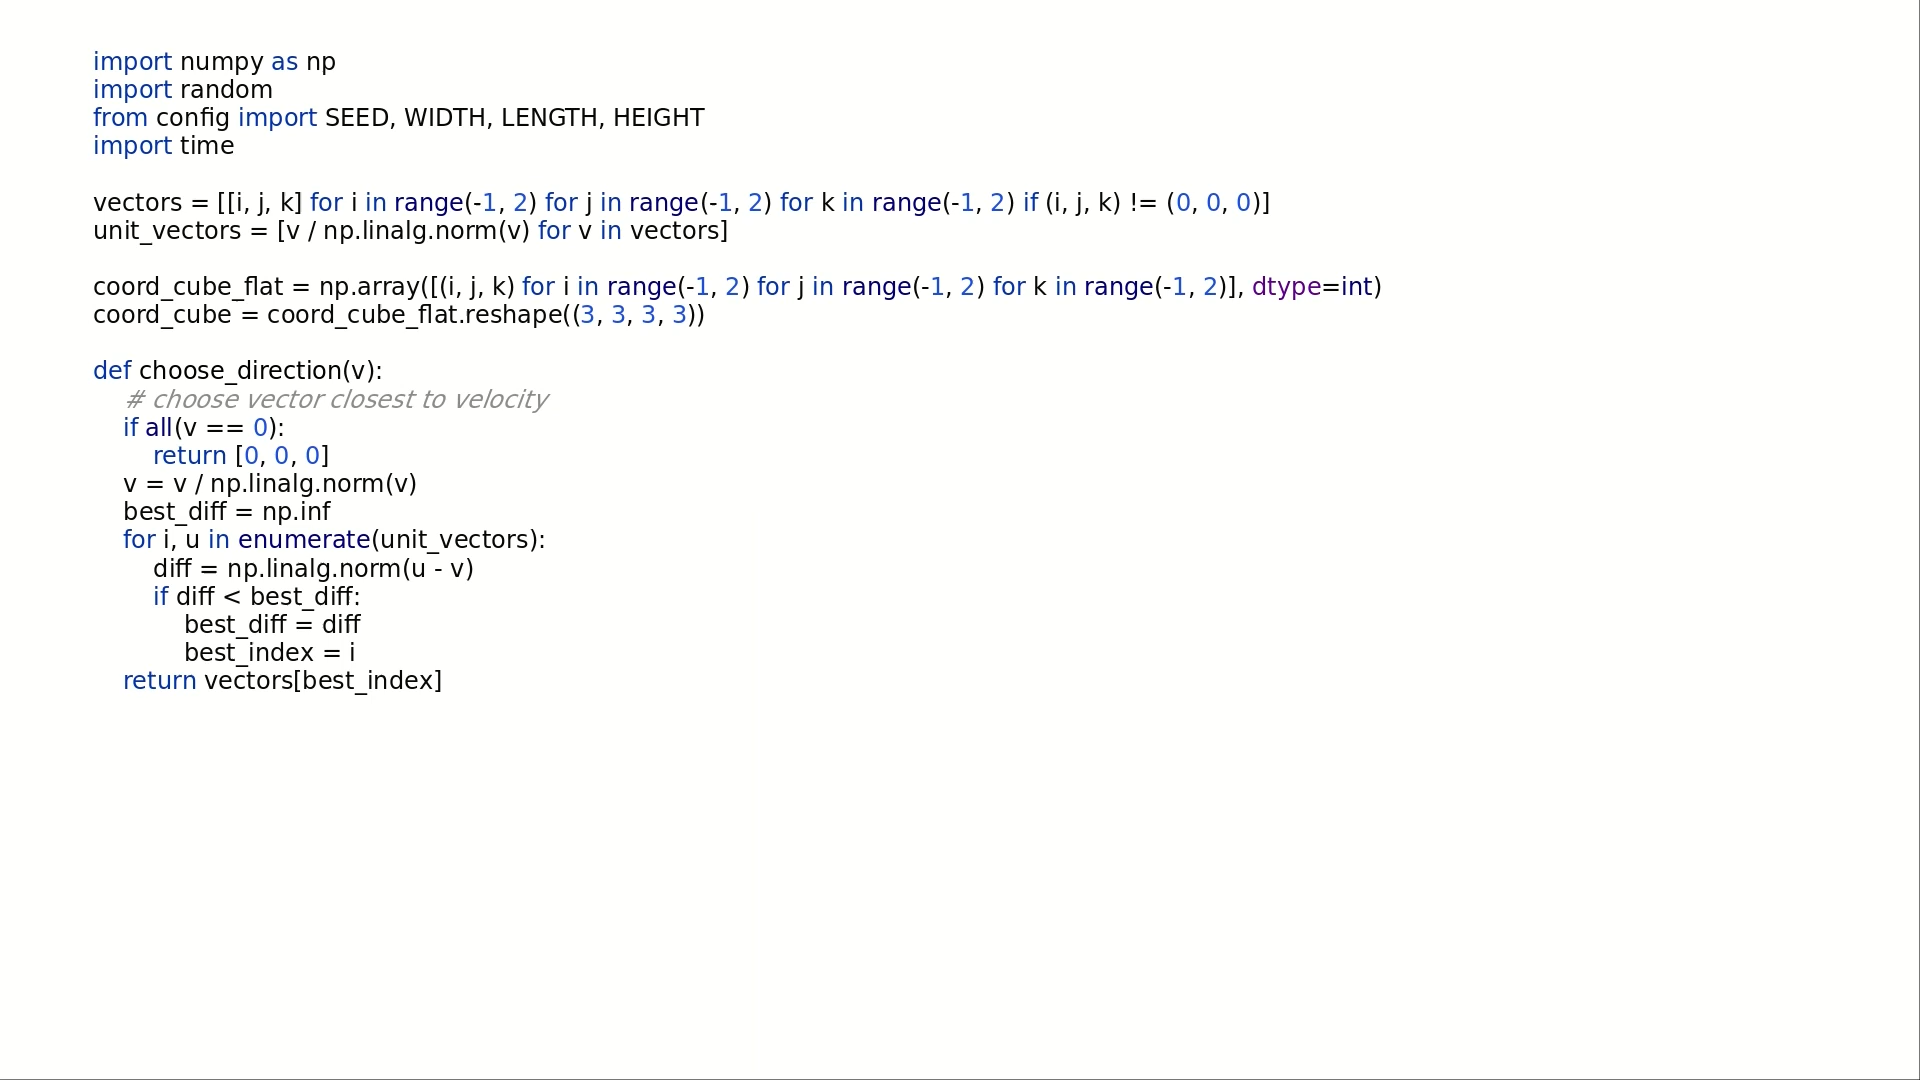 import numpy as np
import random
from config import SEED, WIDTH, LENGTH, HEIGHT
import time

vectors = [[i, j, k] for i in range(-1, 2) for j in range(-1, 2) for k in range(-1, 2) if (i, j, k) != (0, 0, 0)]
unit_vectors = [v / np.linalg.norm(v) for v in vectors]

coord_cube_flat = np.array([(i, j, k) for i in range(-1, 2) for j in range(-1, 2) for k in range(-1, 2)], dtype=int)
coord_cube = coord_cube_flat.reshape((3, 3, 3, 3))

def choose_direction(v):
    # choose vector closest to velocity
    if all(v == 0):
        return [0, 0, 0]
    v = v / np.linalg.norm(v)
    best_diff = np.inf
    for i, u in enumerate(unit_vectors):
        diff = np.linalg.norm(u - v)
        if diff < best_diff:
            best_diff = diff
            best_index = i
    return vectors[best_index]